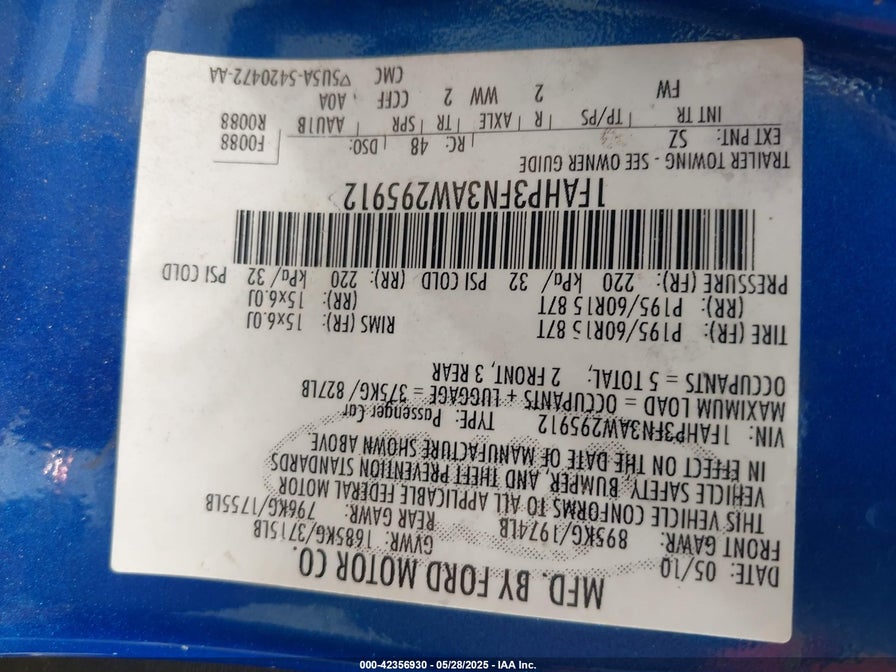 MFD. BY FORD MOTOR CO.
DATE: 05/10 GVWR: 1685KG/3715LB
FRONT GAWR: 895KG/1974LB REAR GAWR: 796KG/1755LB
THIS VEHICLE CONFORMS TO ALL APPLICABLE FEDERAL MOTOR
VEHICLE SAFETY, BUMPER, AND THEFT PREVENTION STANDARDS
IN EFFECT ON THE DATE OF MANUFACTURE SHOWN ABOVE.
VIN: 1FAHP3FN3AW295912 TYPE: Passenger Car
MAXIMUM LOAD = OCCUPANTS + LUGGAGE = 375KG/ 827LB
OCCUPANTS = 5 TOTAL; 2 FRONT, 3 REAR
TIRE (FR): P195/60R15 87T RIMS (FR): 15x6.0J
(RR): P195/60R15 87T (RR): 15x6.0J
PRESSURE (FR): 220 kPa/ 32 PSI COLD (RR): 220 kPa/ 32 PSI COLD
1FAHP3FN3AW295912
TRAILER TOWING - SEE OWNER GUIDE
F0088
R0088
EXT PNT: SZ RC: 48 DSO:
INT TR TP/PS R AXLE TR SPR AAU1B
FW 2 WW 2 CCFF AOA
CMC ▽5U5A-5420472-AA
000-42356930 - 05/28/2025 - IAA Inc.